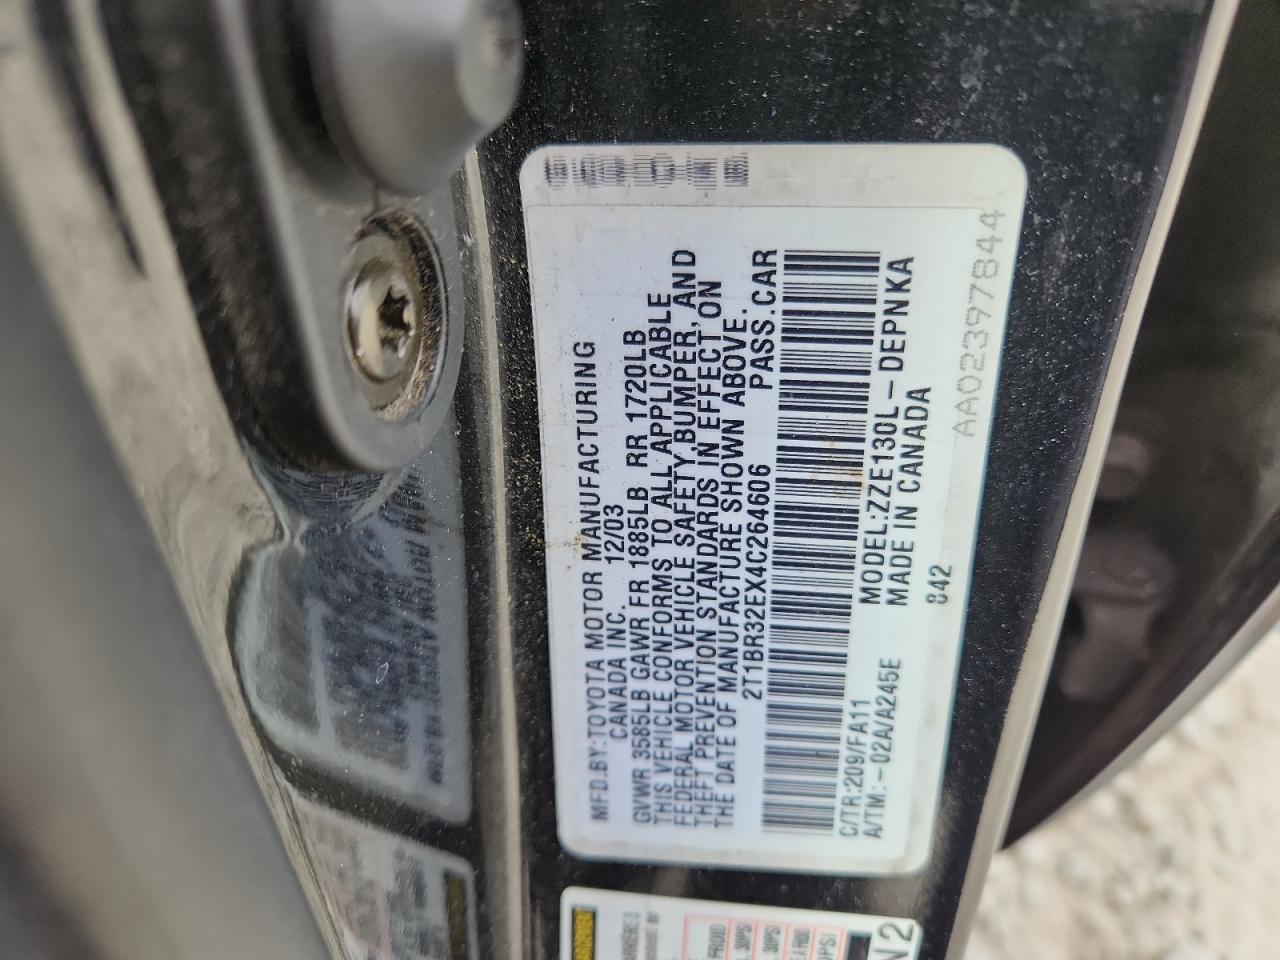 MFD.BY:TOYOTA MOTOR MANUFACTURING
CANADA INC. 12/03
GVWR 3585LB GAWR FR 1885LB RR 1720LB
THIS VEHICLE CONFORMS TO ALL APPLICABLE
FEDERAL MOTOR VEHICLE SAFETY,BUMPER, AND
THEFT PREVENTION STANDARDS IN EFFECT ON
THE DATE OF MANUFACTURE SHOWN ABOVE.
2T1BR32EX4C264606 PASS.CAR
C/TR:209/FA11 MODEL:ZZE130L-DEPNKA
A/TM:-02A/A245E MADE IN CANADA
842
AA02397844
N2